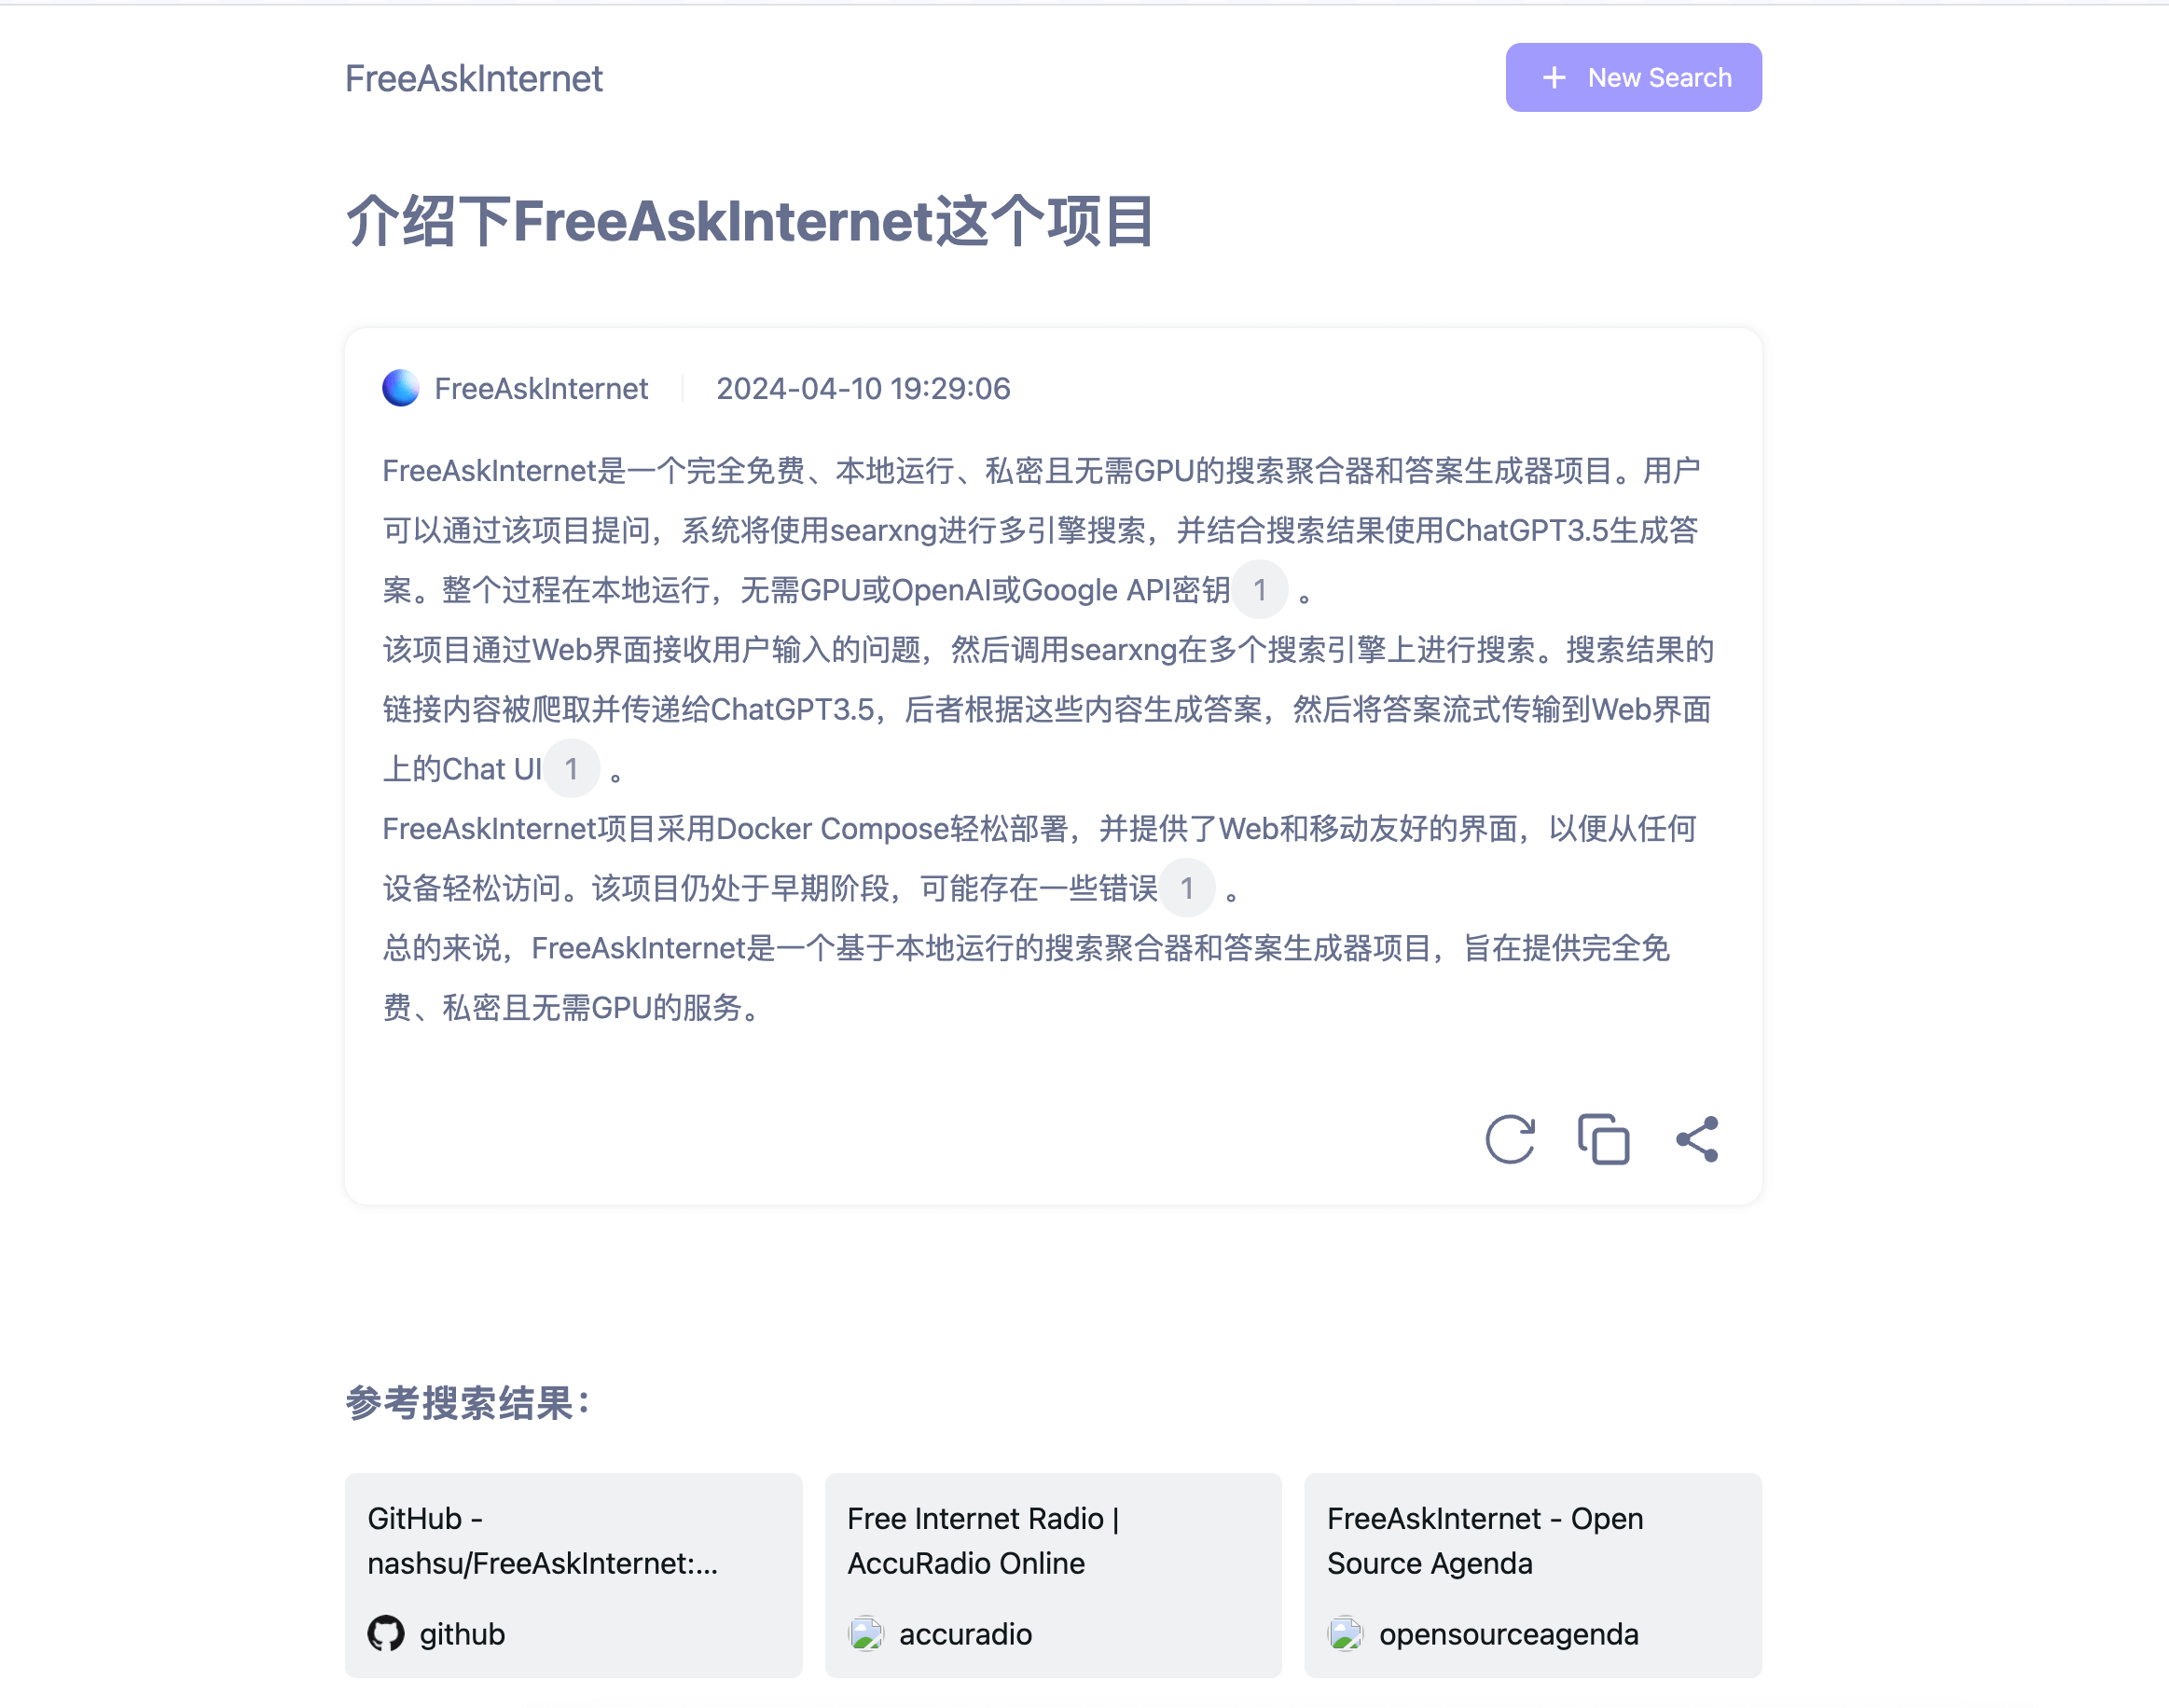 FreeAskInternet
+ New Search
介绍下FreeAskInternet这个项目
FreeAskInternet | 2024-04-10 19:29:06
FreeAskInternet是一个完全免费、本地运行、私密且无需GPU的搜索聚合器和答案生成器项目。用户
可以通过该项目提问，系统将使用searxng进行多引擎搜索，并结合搜索结果使用ChatGPT3.5生成答
案。整个过程在本地运行，无需GPU或OpenAI或Google API密钥 1 。
该项目通过Web界面接收用户输入的问题，然后调用searxng在多个搜索引擎上进行搜索。搜索结果的
链接内容被爬取并传递给ChatGPT3.5，后者根据这些内容生成答案，然后将答案流式传输到Web界面
上的Chat UI 1 。
FreeAskInternet项目采用Docker Compose轻松部署，并提供了Web和移动友好的界面，以便从任何
设备轻松访问。该项目仍处于早期阶段，可能存在一些错误 1 。
总的来说，FreeAskInternet是一个基于本地运行的搜索聚合器和答案生成器项目，旨在提供完全免
费、私密且无需GPU的服务。
参考搜索结果：
GitHub -
nashsu/FreeAskInternet:...
github
Free Internet Radio |
AccuRadio Online
accuradio
FreeAskInternet - Open
Source Agenda
opensourceagenda